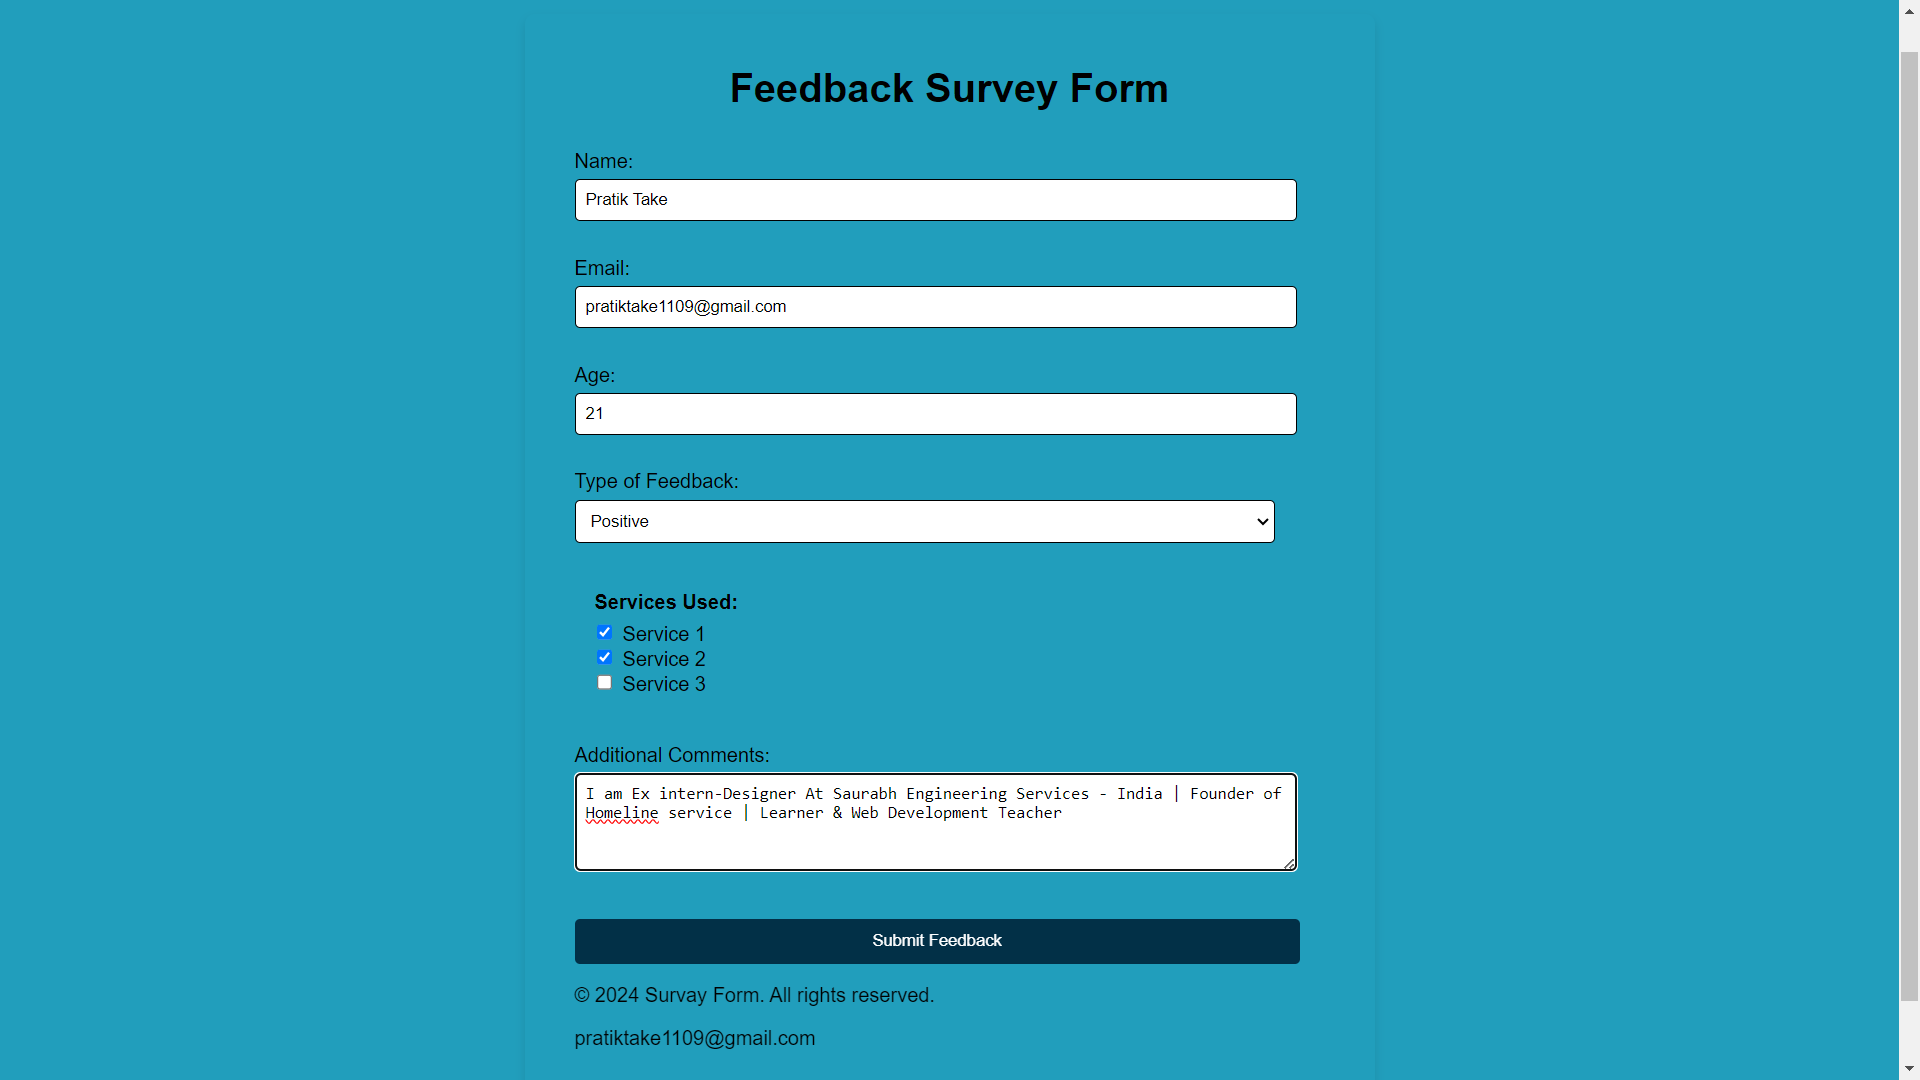 Feedback Survey Form
Name:
Pratik Take
Email:
pratiktake1109@gmail.com
Age:
21
Type of Feedback:
Positive
Services Used:
Service 1
Service 2
Service 3
Additional Comments:
I am Ex intern-Designer At Saurabh Engineering Services - India | Founder of
Homeline service | Learner & Web Development Teacher
Submit Feedback
© 2024 Survay Form. All rights reserved.
pratiktake1109@gmail.com